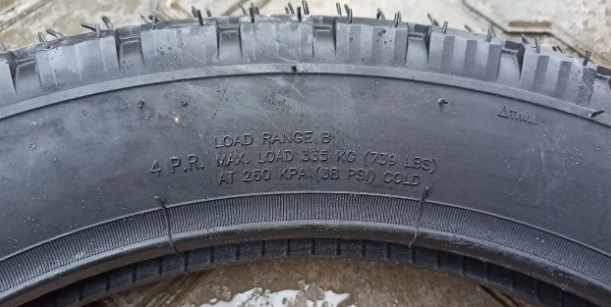 LOAD RANGE B
4 P.R. MAX. LOAD 335 KG (739 LBS)
AT 260 KPA (38 PSI) COLD